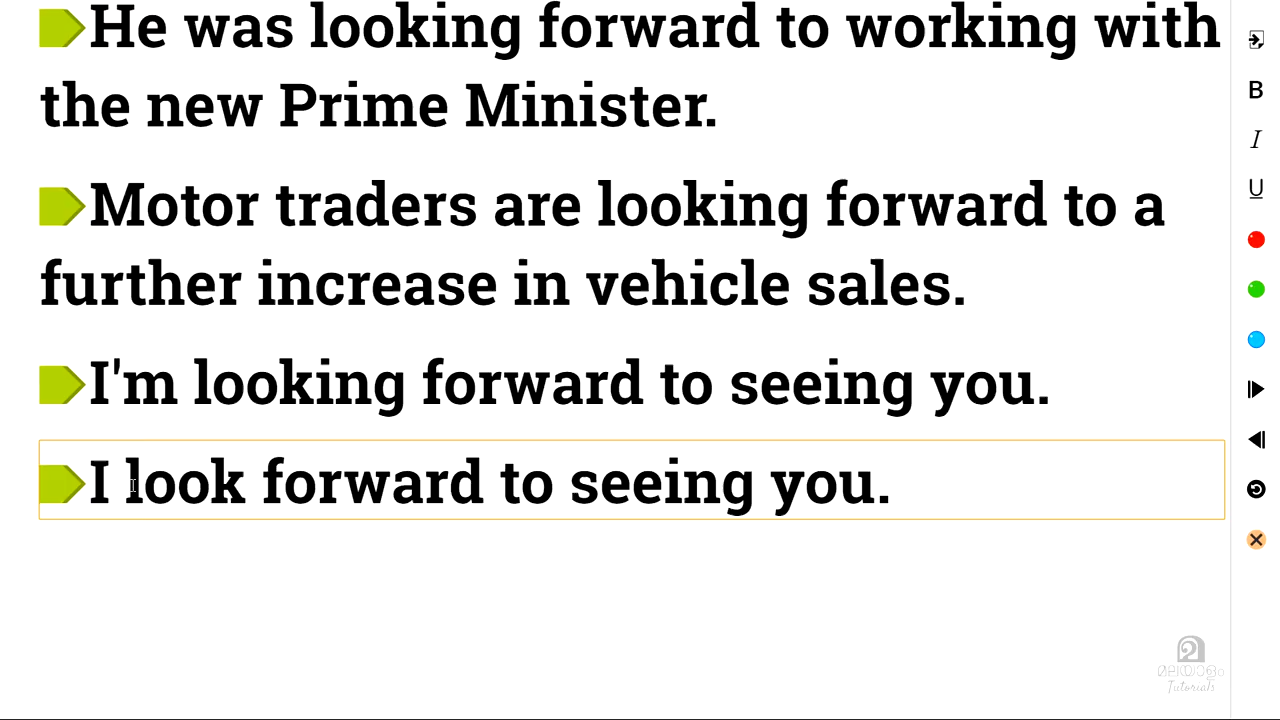 He was looking forward to working with
the new Prime Minister.
Motor traders are looking forward to a
further increase in vehicle sales.
I'm looking forward to seeing you.
I look forward to seeing you.
B
I
U
മലയാളം
Tutorials